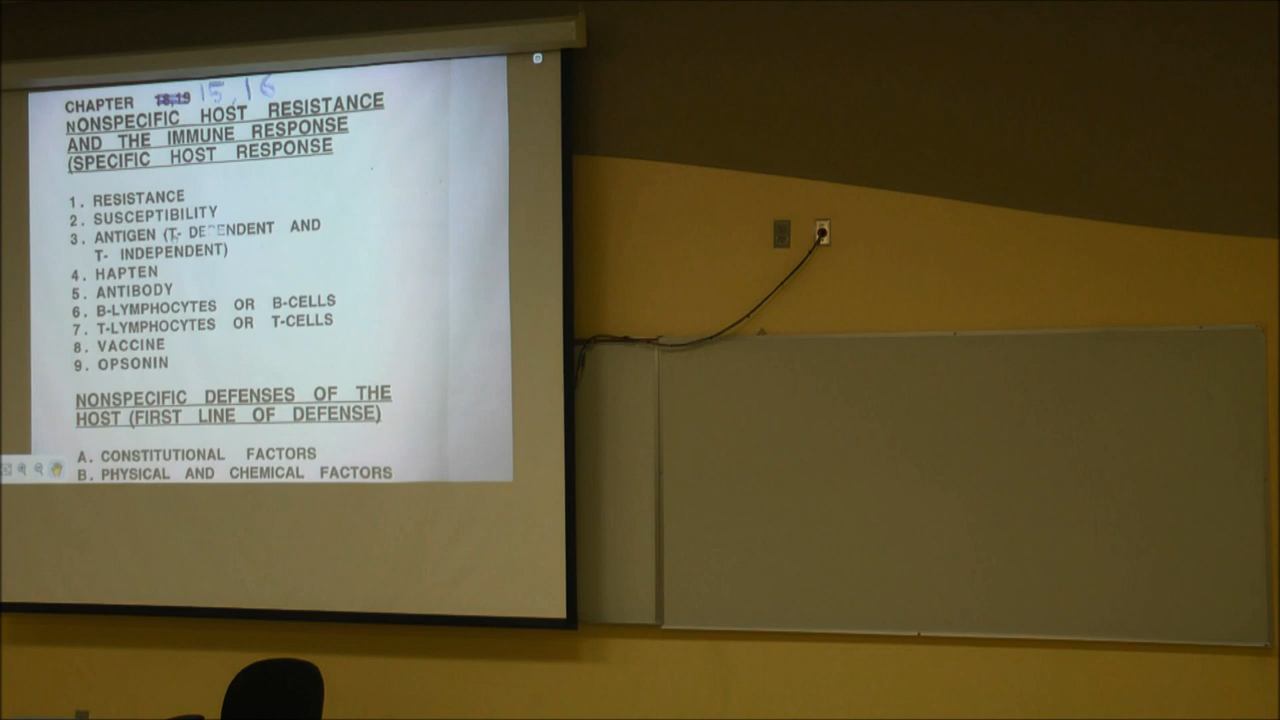 CHAPTER 18,19 15,16
NONSPECIFIC HOST RESISTANCE
AND THE IMMUNE RESPONSE
(SPECIFIC HOST RESPONSE
1. RESISTANCE
2. SUSCEPTIBILITY
3. ANTIGEN (T- DEPENDENT AND
T- INDEPENDENT)
4. HAPTEN
5. ANTIBODY
6. B-LYMPHOCYTES OR B-CELLS
7. T-LYMPHOCYTES OR T-CELLS
8. VACCINE
9. OPSONIN
NONSPECIFIC DEFENSES OF THE
HOST (FIRST LINE OF DEFENSE)
A. CONSTITUTIONAL FACTORS
B. PHYSICAL AND CHEMICAL FACTORS